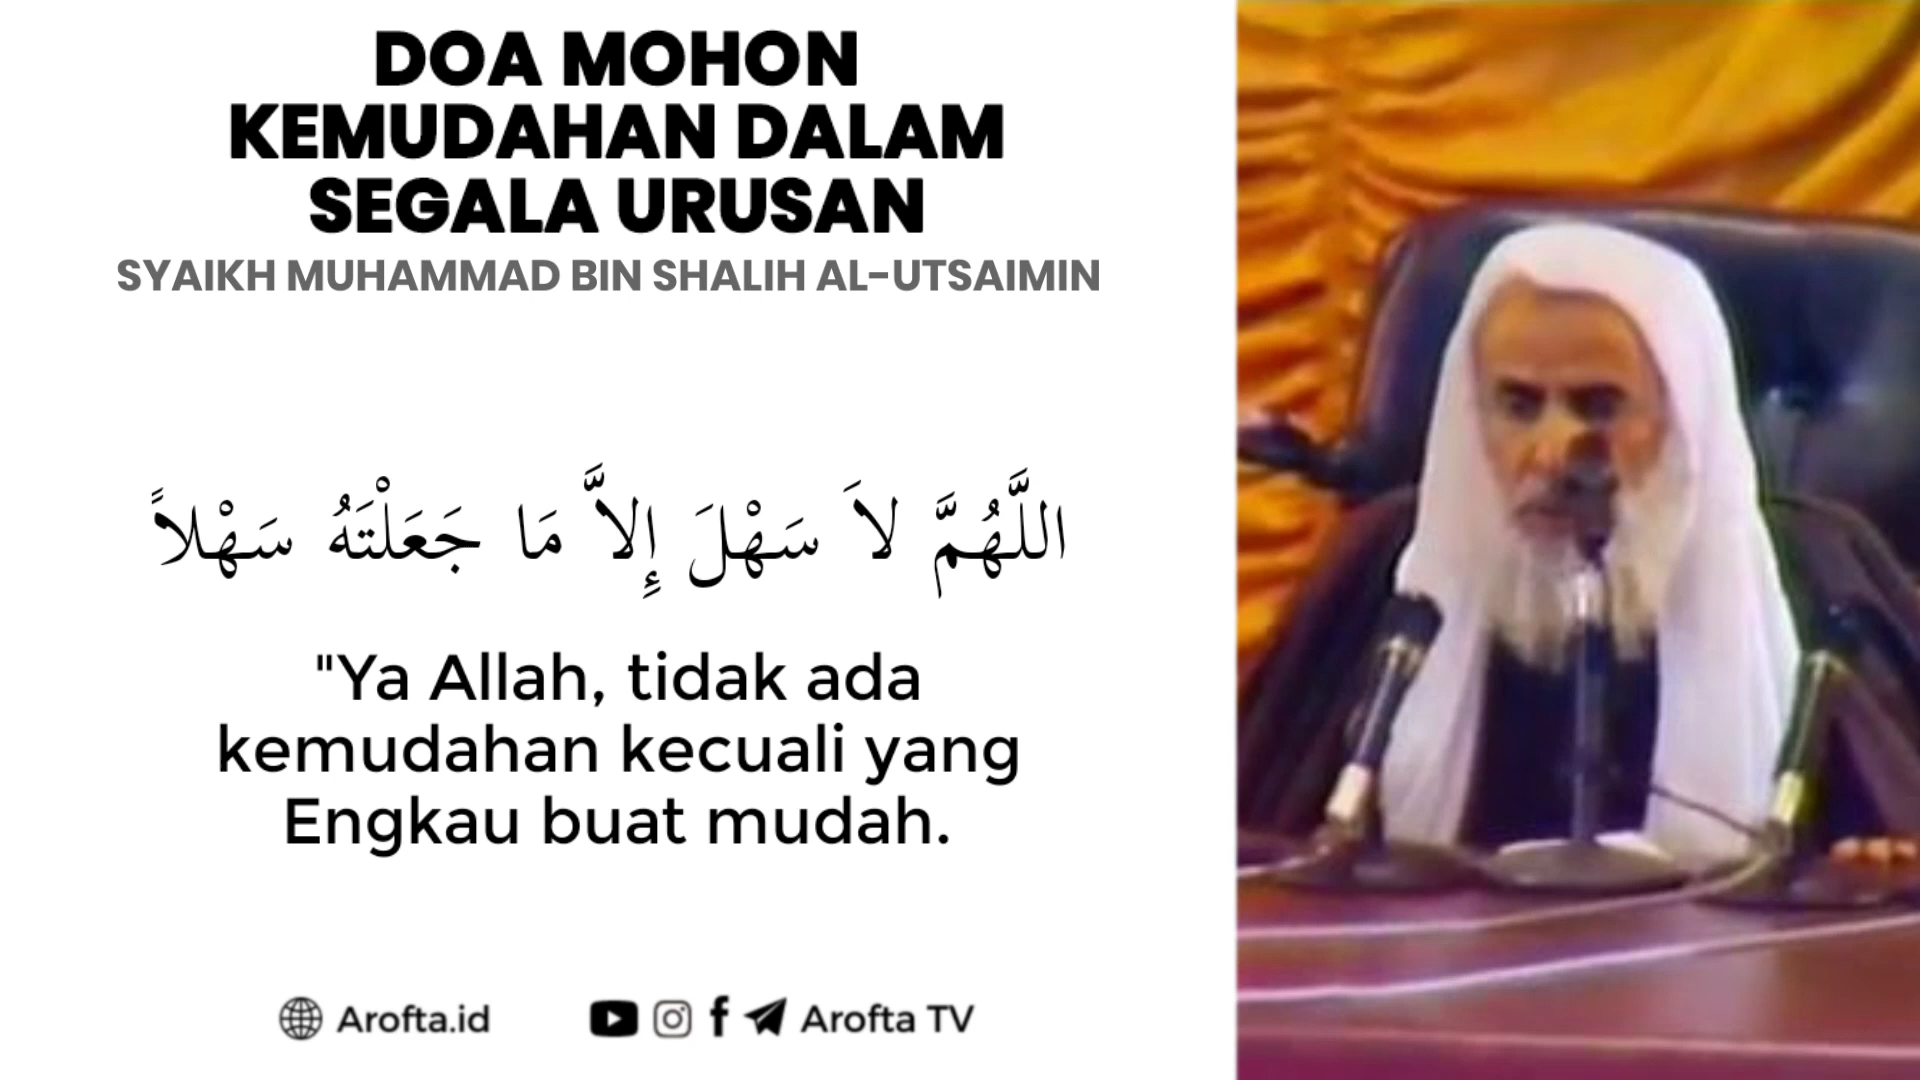 DOA MOHON
KEMUDAHAN DALAM
SEGALA URUSAN
SYAIKH MUHAMMAD BIN SHALIH AL-UTSAIMIN
اللَّهُمَّ لاَ سَهْلَ إِلاَّ مَا جَعَلْتَهُ سَهْلاً
"Ya Allah, tidak ada
kemudahan kecuali yang
Engkau buat mudah.
Arofta.id
Arofta TV